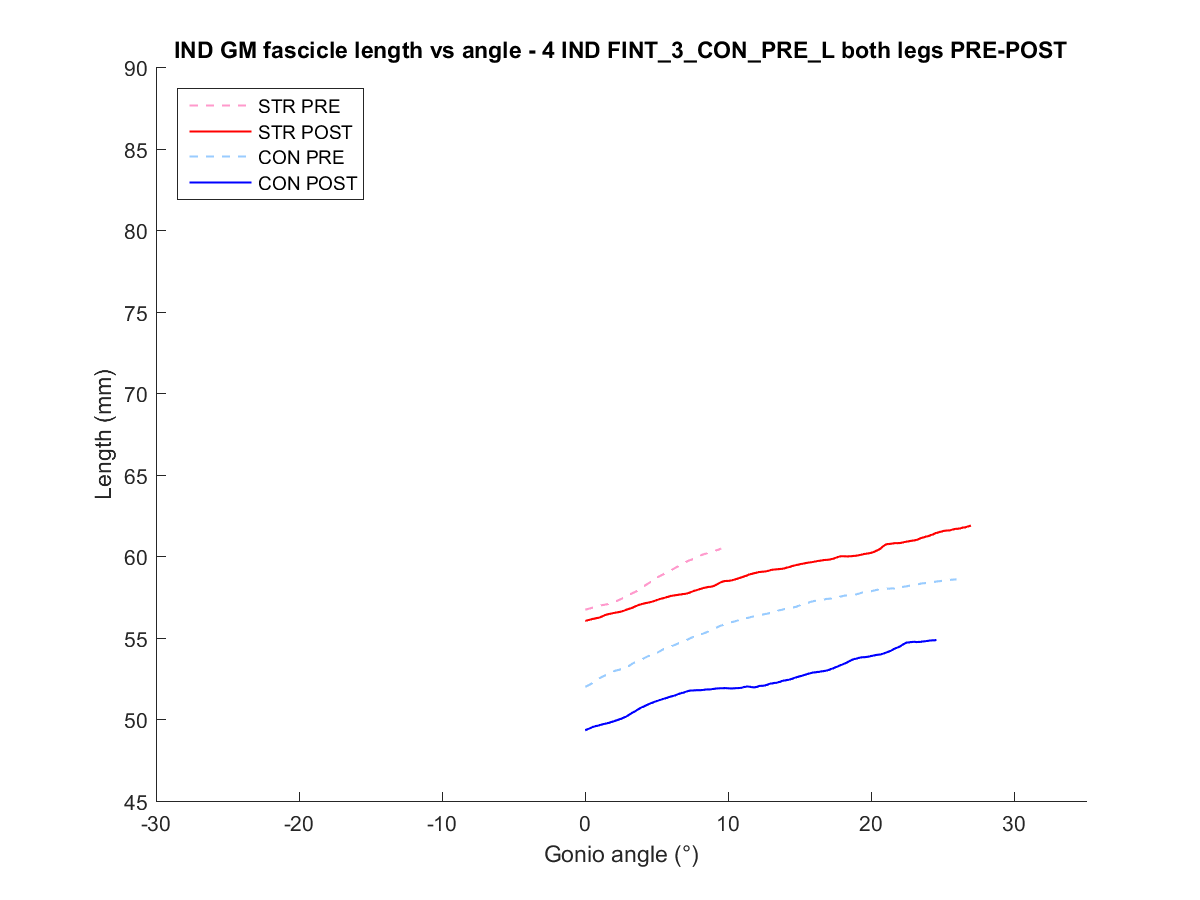 IND GM fascicle length vs angle - 4 IND FINT_3_CON_PRE_L both legs PRE-POST
90
85
80
75
70
65
60
55
50
45
STR PRE
STR POST
CON PRE
CON POST
Length (mm)
-30
-20
-10
0
10
20
30
Gonio angle (°)